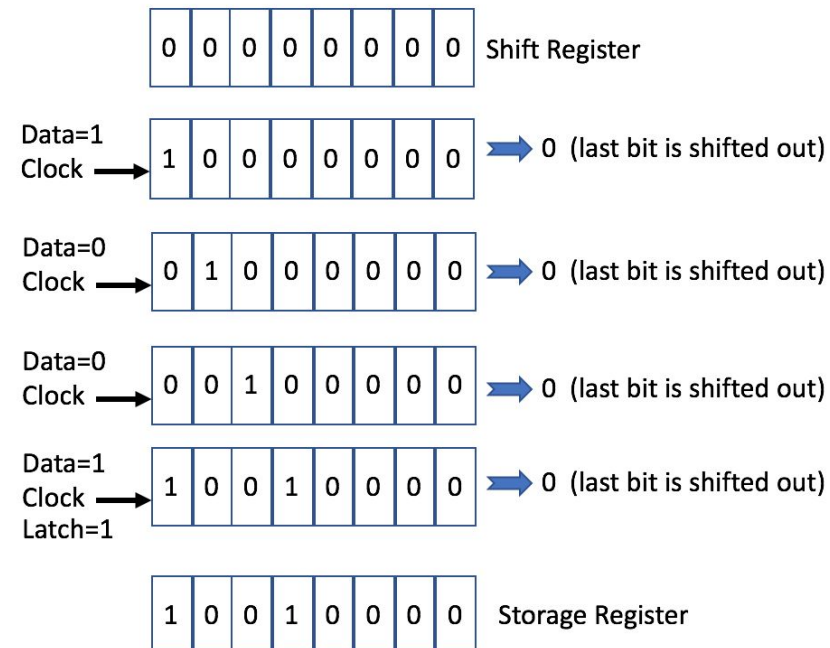 0 0 0 0 0 0 0 0 Shift Register
Data=1
Clock
1 0 0 0 0 0 0 0
0 (last bit is shifted out)
Data=0
Clock
0 1 0 0 0 0 0 0
0 (last bit is shifted out)
Data=0
Clock
0 0 1 0 0 0 0 0
0 (last bit is shifted out)
Data=1
Clock
Latch=1
1 0 0 1 0 0 0 0
0 (last bit is shifted out)
1 0 0 1 0 0 0 0 Storage Register